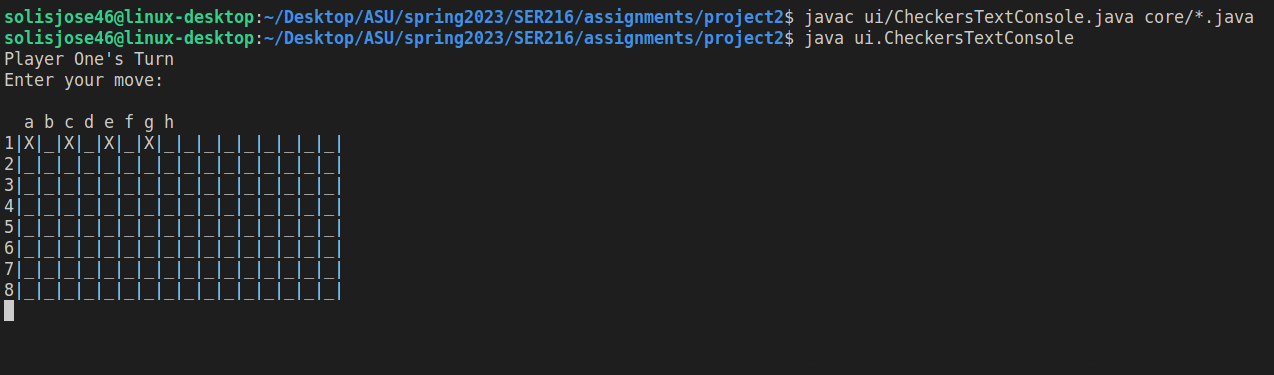 solisjose46@linux-desktop:~/Desktop/ASU/spring2023/SER216/assignments/project2$ javac ui/CheckersTextConsole.java core/*.java
solisjose46@linux-desktop:~/Desktop/ASU/spring2023/SER216/assignments/project2$ java ui.CheckersTextConsole
Player One's Turn
Enter your move:
  a b c d e f g h
1|X|_|X|_|X|_|X|_|_|_|_|_|_|_|_|_|
2|_|_|_|_|_|_|_|_|_|_|_|_|_|_|_|_|
3|_|_|_|_|_|_|_|_|_|_|_|_|_|_|_|_|
4|_|_|_|_|_|_|_|_|_|_|_|_|_|_|_|_|
5|_|_|_|_|_|_|_|_|_|_|_|_|_|_|_|_|
6|_|_|_|_|_|_|_|_|_|_|_|_|_|_|_|_|
7|_|_|_|_|_|_|_|_|_|_|_|_|_|_|_|_|
8|_|_|_|_|_|_|_|_|_|_|_|_|_|_|_|_|